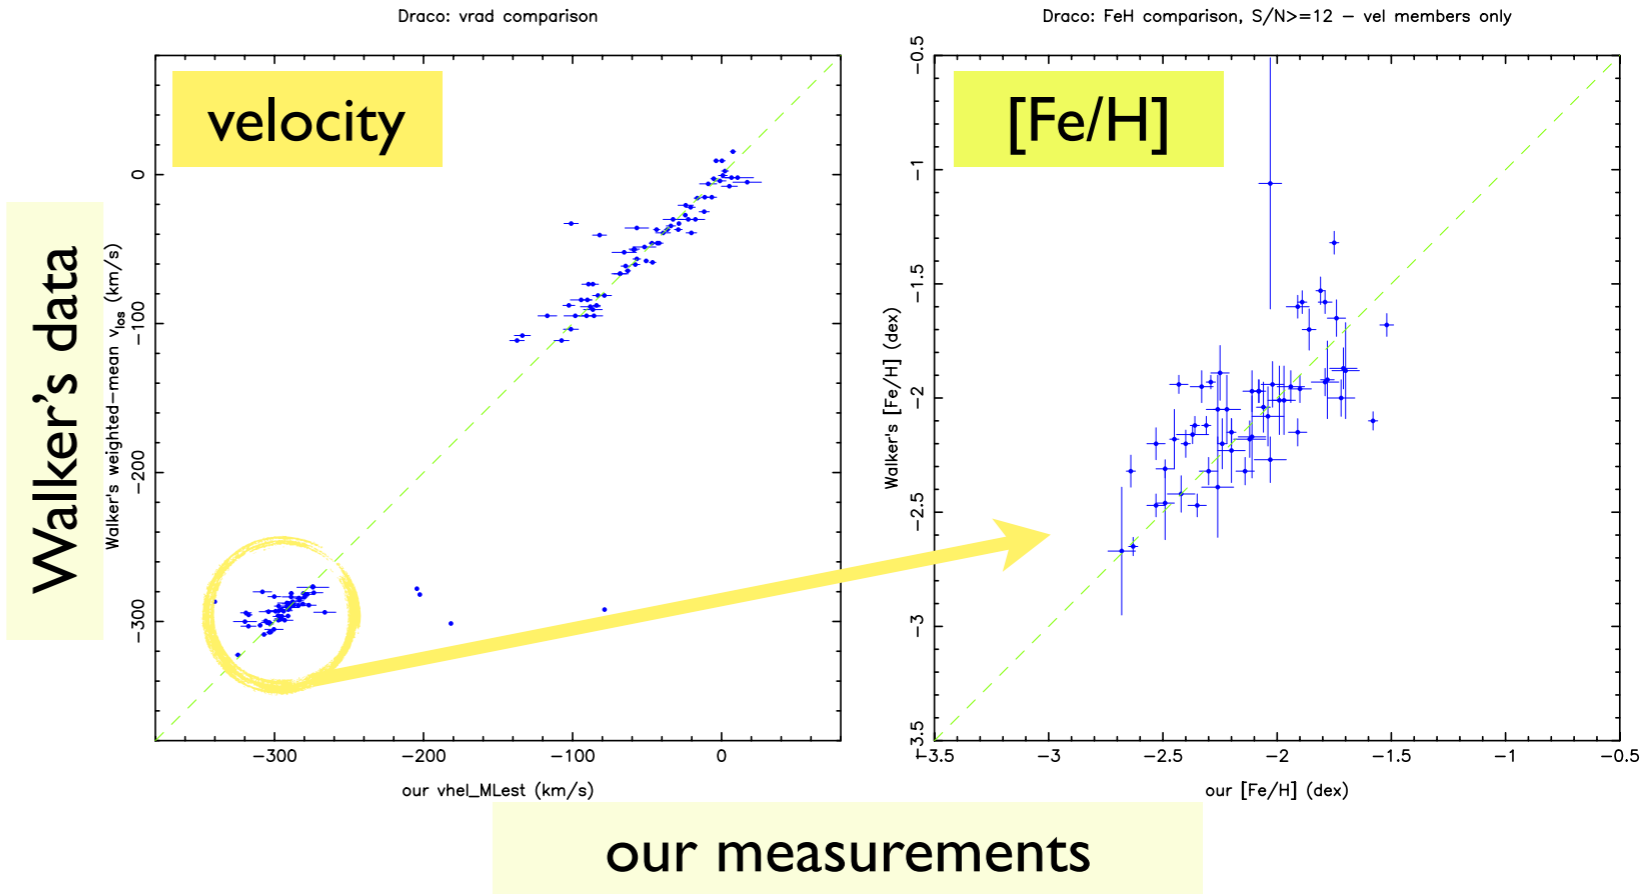 Draco: vrad comparison
Draco: FeH comparison, S/N>=12 – vel members only
velocity
[Fe/H]
Walker's data
Walker's weighted–mean vlos (km/s)
0
−100
−200
−300
−300
−200
−100
0
our vhel_MLest (km/s)
Walker's [Fe/H] (dex)
−0.5
−1
−1.5
−2
−2.5
−3
−3.5
−3.5
−3
−2.5
−2
−1.5
−1
−0.5
our [Fe/H] (dex)
our measurements